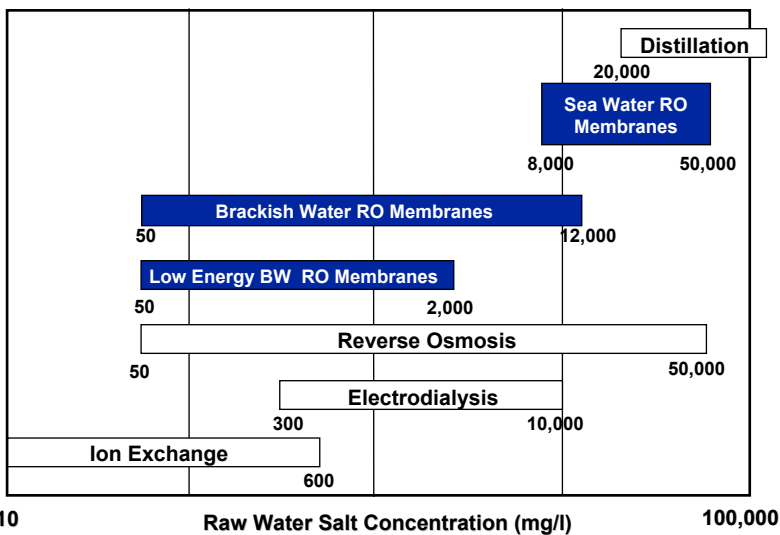 Distillation
20,000
Sea Water RO
Membranes
8,000
50,000
Brackish Water RO Membranes
50
12,000
Low Energy BW RO Membranes
50
2,000
Reverse Osmosis
50
50,000
Electrodialysis
300
10,000
Ion Exchange
600
10
Raw Water Salt Concentration (mg/l)
100,000